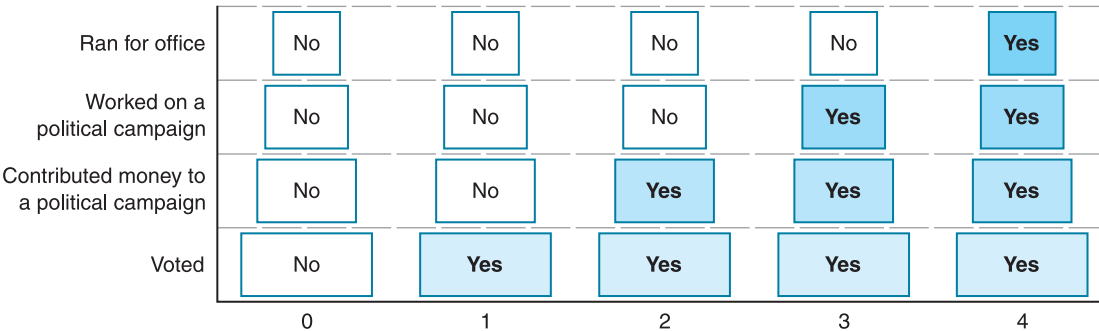 Ran for office No No No No Yes
Worked on a
political campaign No No No Yes Yes
Contributed money to
a political campaign No No Yes Yes Yes
Voted No Yes Yes Yes Yes
0 1 2 3 4